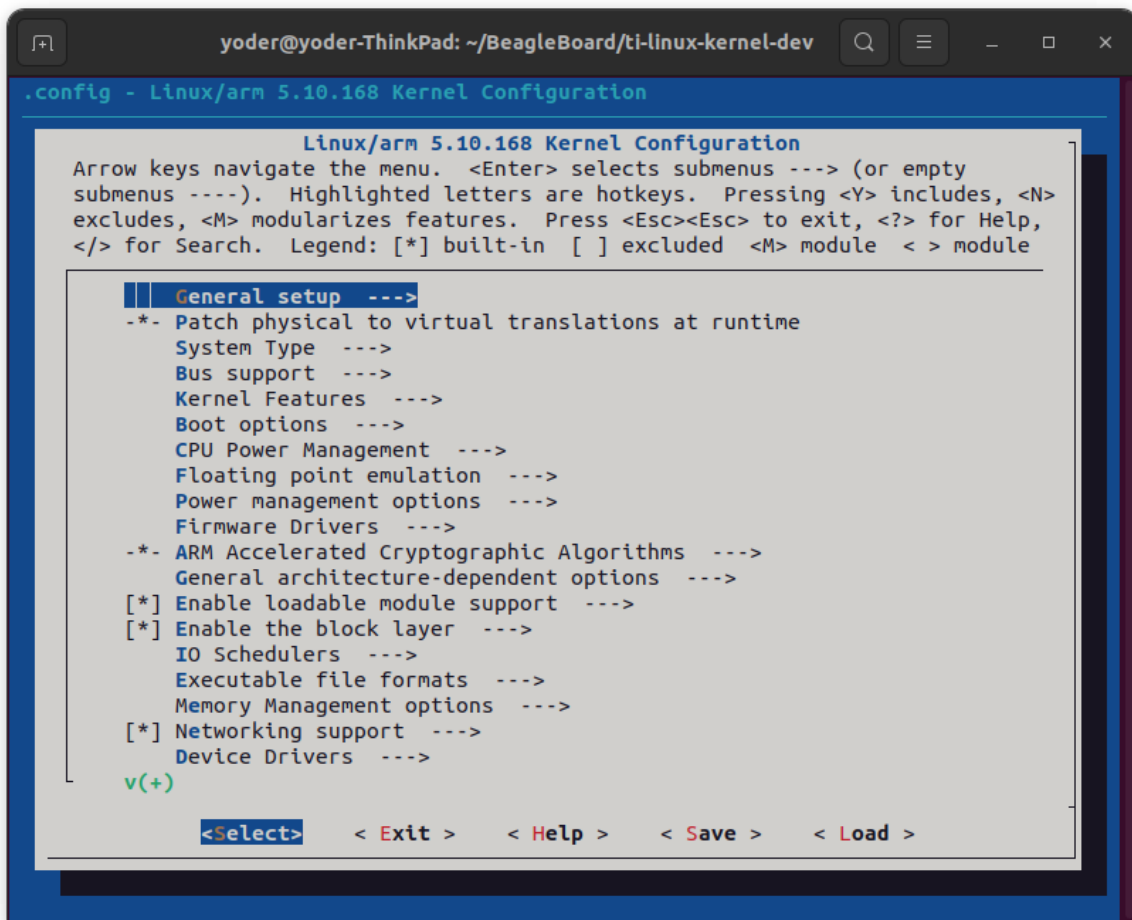 yoder@yoder-ThinkPad: ~/BeagleBoard/ti-linux-kernel-dev
.config - Linux/arm 5.10.168 Kernel Configuration
Linux/arm 5.10.168 Kernel Configuration
Arrow keys navigate the menu.  <Enter> selects submenus ---> (or empty
submenus ----).  Highlighted letters are hotkeys.  Pressing <Y> includes, <N>
excludes, <M> modularizes features.  Press <Esc><Esc> to exit, <?> for Help,
</> for Search.  Legend: [*] built-in  [ ] excluded  <M> module  < > module
General setup  --->
-*- Patch physical to virtual translations at runtime
System Type  --->
Bus support  --->
Kernel Features  --->
Boot options  --->
CPU Power Management  --->
Floating point emulation  --->
Power management options  --->
Firmware Drivers  --->
-*- ARM Accelerated Cryptographic Algorithms  --->
General architecture-dependent options  --->
[*] Enable loadable module support  --->
[*] Enable the block layer  --->
IO Schedulers  --->
Executable file formats  --->
Memory Management options  --->
[*] Networking support  --->
Device Drivers  --->
v(+)
<Select>    < Exit >    < Help >    < Save >    < Load >